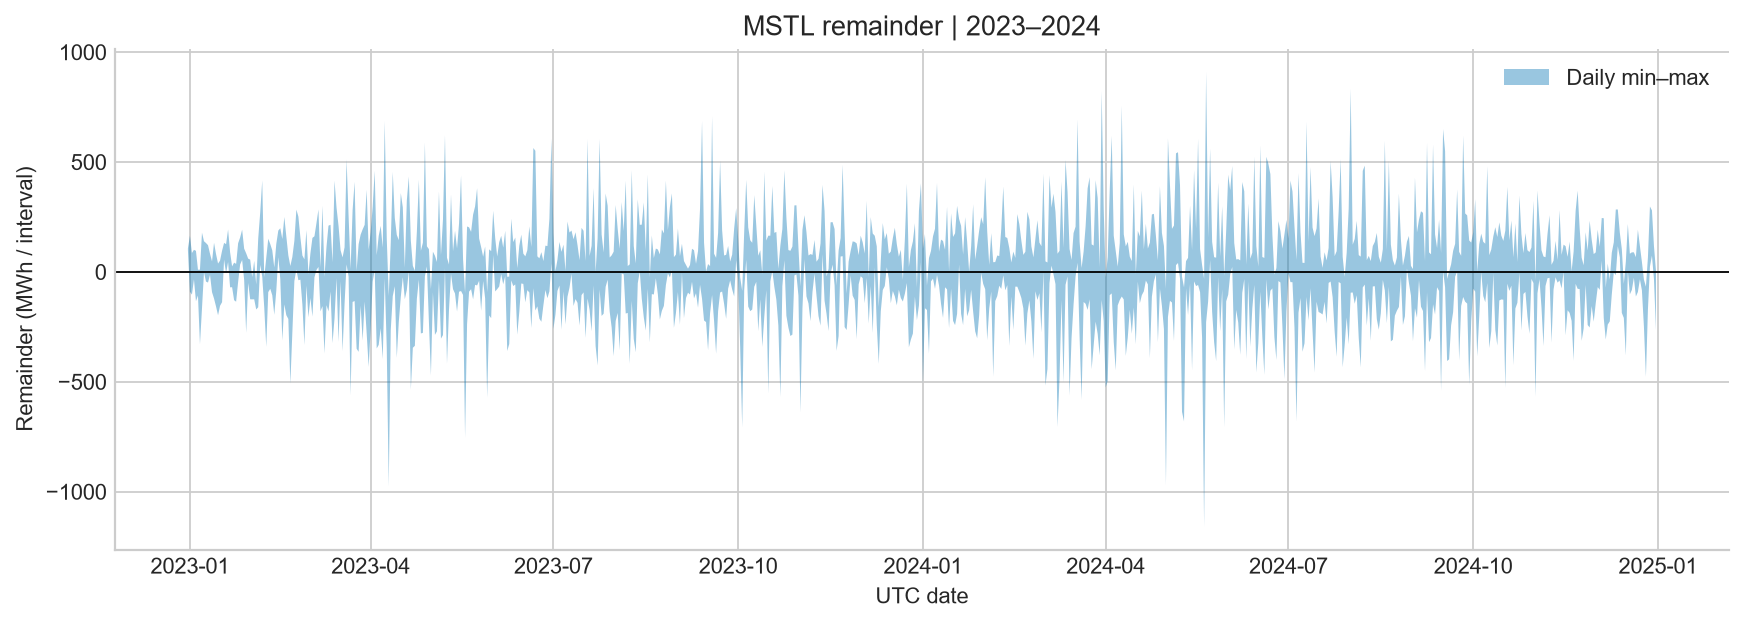 MSTL remainder | 2023–2024
Daily min–max
Remainder (MWh / interval)
1000
500
0
−500
−1000
2023-01 2023-04 2023-07 2023-10 2024-01 2024-04 2024-07 2024-10 2025-01
UTC date